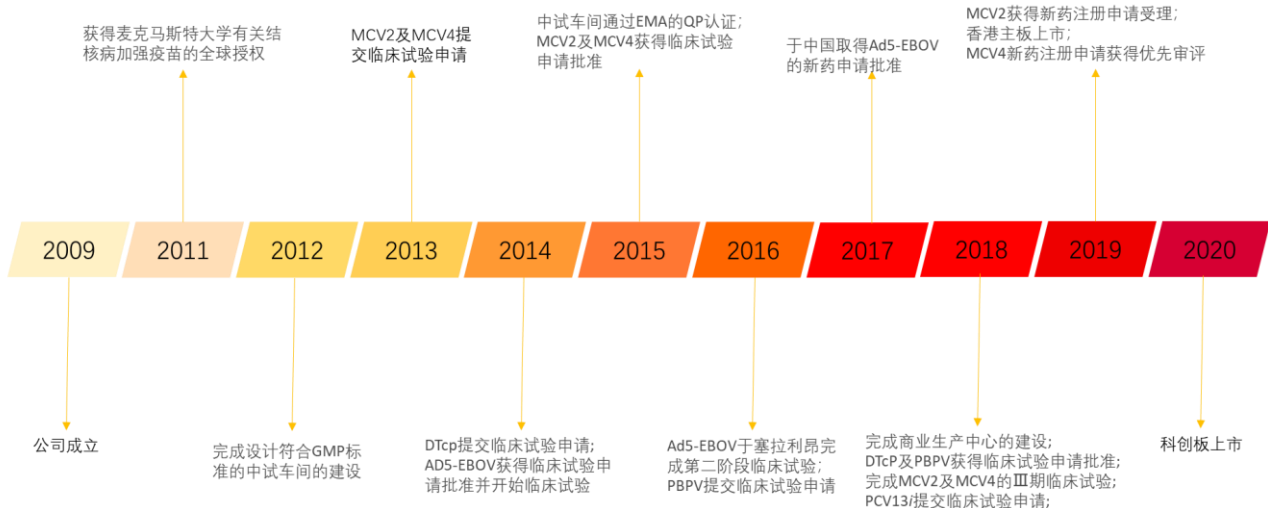 获得麦克马斯特大学有关结
核病加强疫苗的全球授权
MCV2及MCV4提
交临床试验申请
中试车间通过EMA的QP认证；
MCV2及MCV4获得临床试验
申请批准
于中国取得Ad5-EBOV
的新药申请批准
MCV2获得新药注册申请受理；
香港主板上市；
MCV4新药注册申请获得优先审评
2009
2011
2012
2013
2014
2015
2016
2017
2018
2019
2020
公司成立
完成设计符合GMP标
准的中试车间的建设
DTcp提交临床试验申请;
AD5-EBOV获得临床试验申
请批准并开始临床试验
Ad5-EBOV于塞拉利昂完
成第二阶段临床试验；
PBPV提交临床试验申请
完成商业生产中心的建设；
DTcP及PBPV获得临床试验申请批准;
完成MCV2及MCV4的Ⅲ期临床试验;
PCV13i提交临床试验申请;
科创板上市